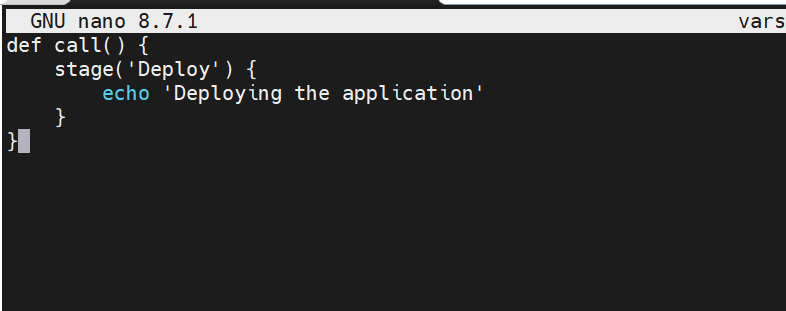 GNU nano 8.7.1 vars
def call() {
    stage('Deploy') {
        echo 'Deploying the application'
    }
}